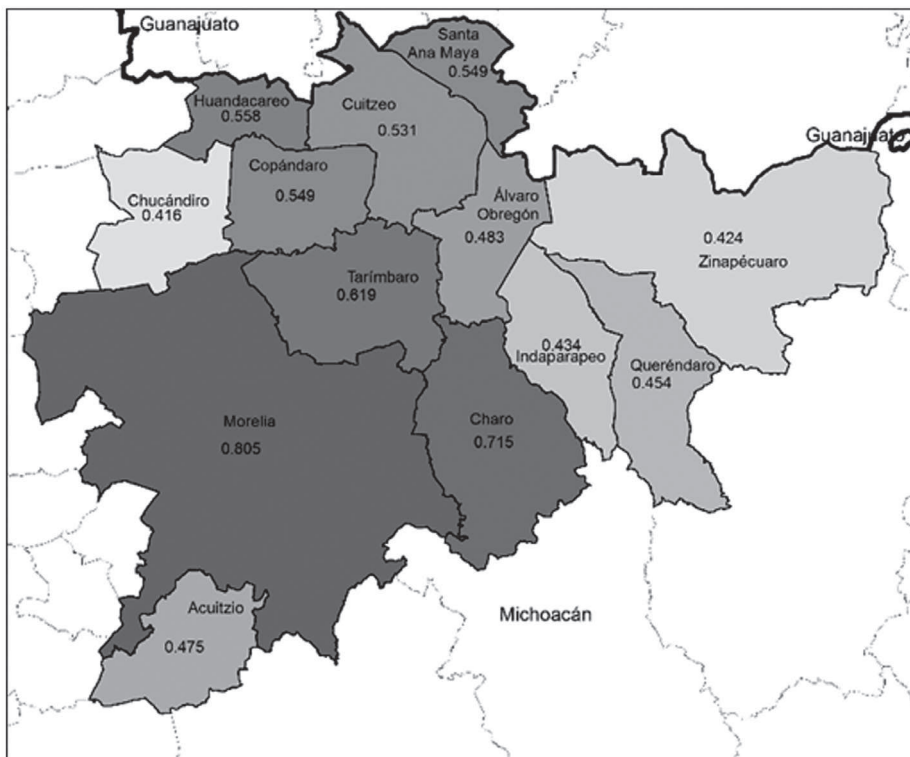 Guanajuato
Santa
Ana Maya
0.549
Huandacareo
0.558
Cuitzeo
0.531
Guanajuato
Copándaro
0.549
Chucándiro
0.416
Álvaro
Obregón
0.483
0.424
Zinapécuaro
Tarímbaro
0.619
0.434
Indaparapeo
Queréndaro
0.454
Morelia
0.805
Charo
0.715
Acuitzio
0.475
Michoacán